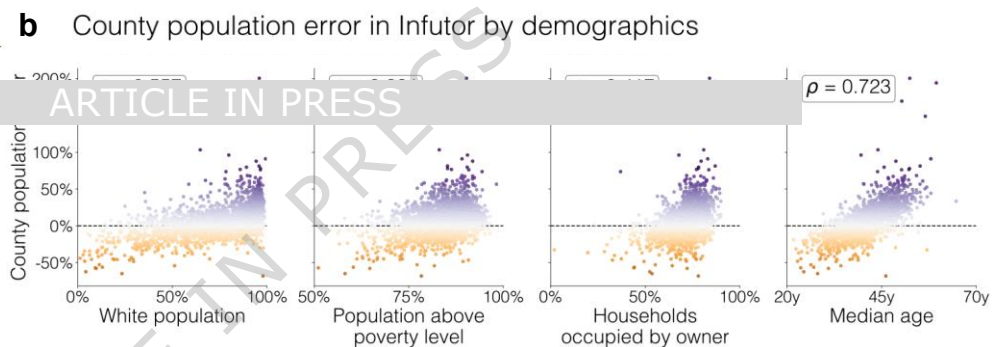 b County population error in Infutor by demographics
200%
ARTICLE IN PRESS
ρ = 0.723
County population
100%
50%
0%
-50%
0% 50% 100% 50% 75% 100% 0% 50% 100% 20y 45y 70y
White population Population above Households Median age
poverty level occupied by owner
IN PRESS